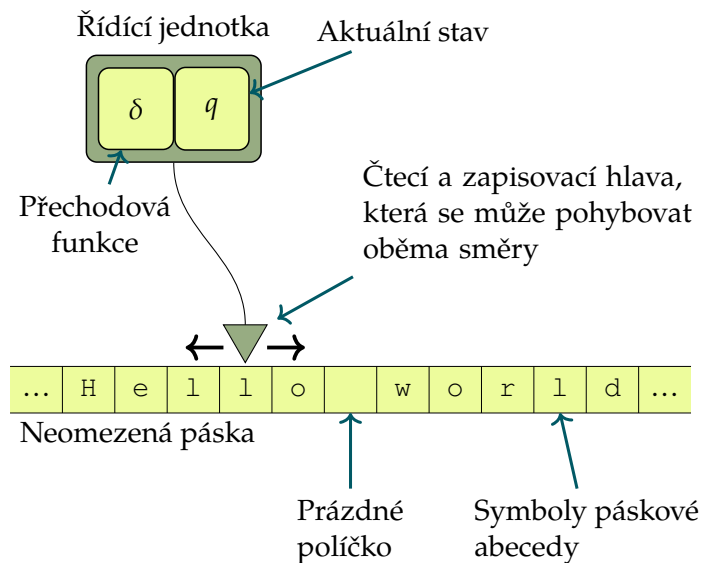 Řídící jednotka
Aktuální stav
δ q
Přechodová
funkce
Čtecí a zapisovací hlava,
která se může pohybovat
oběma směry
... H e l l o w o r l d ...
Neomezená páska
Prázdné
políčko
Symboly páskové
abecedy